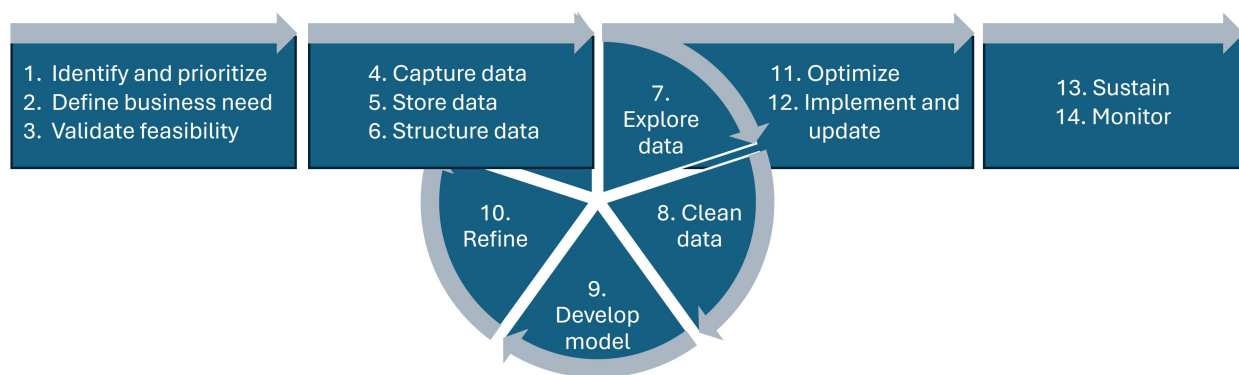 1. Identify and prioritize
2. Define business need
3. Validate feasibility
4. Capture data
5. Store data
6. Structure data
7.
Explore
data
8. Clean
data
9.
Develop
model
10.
Refine
11. Optimize
12. Implement and
update
13. Sustain
14. Monitor